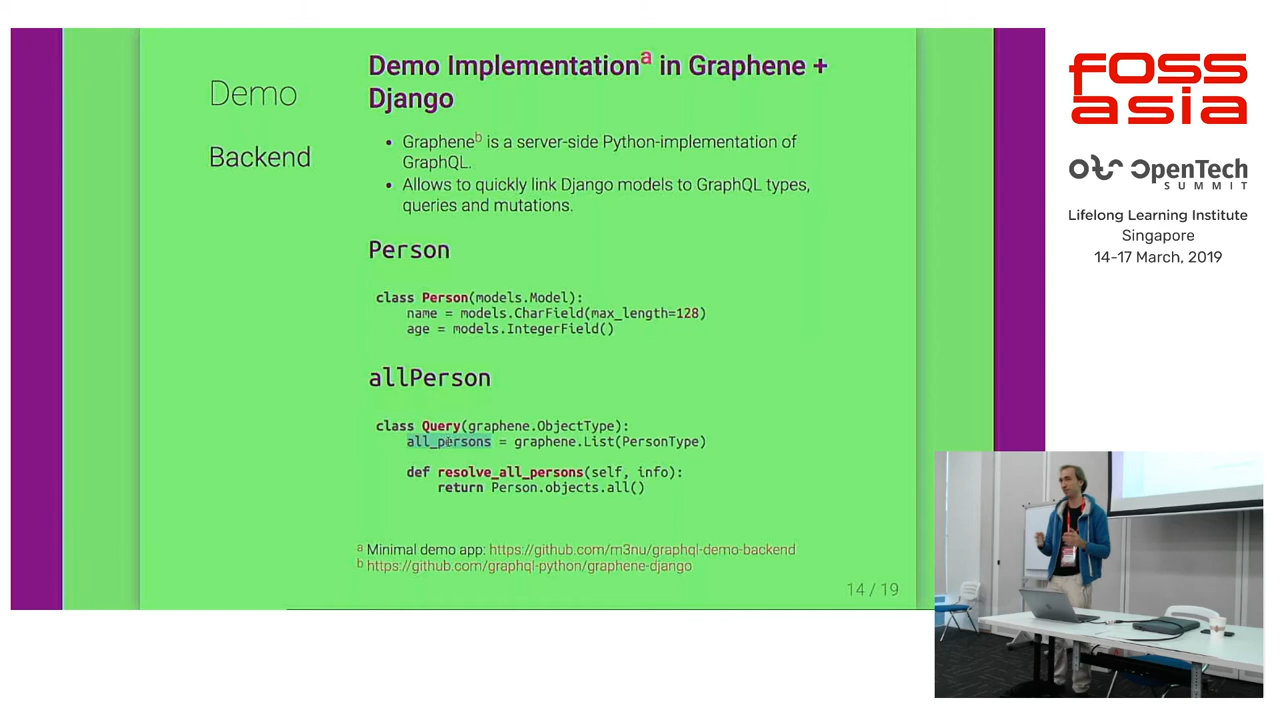 Demo
Backend
Demo Implementationᵃ in Graphene +
Django
• Grapheneᵇ is a server-side Python-implementation of
GraphQL.
• Allows to quickly link Django models to GraphQL types,
queries and mutations.
Person
class Person(models.Model):
name = models.CharField(max_length=128)
age = models.IntegerField()
allPerson
class Query(graphene.ObjectType):
all_persons = graphene.List(PersonType)
def resolve_all_persons(self, info):
return Person.objects.all()
ᵃ Minimal demo app: https://github.com/m3nu/graphql-demo-backend
ᵇ https://github.com/graphql-python/graphene-django
14 / 19
FOSS
asia
OTS OpenTech
SUMMIT
Lifelong Learning Institute
Singapore
14-17 March, 2019